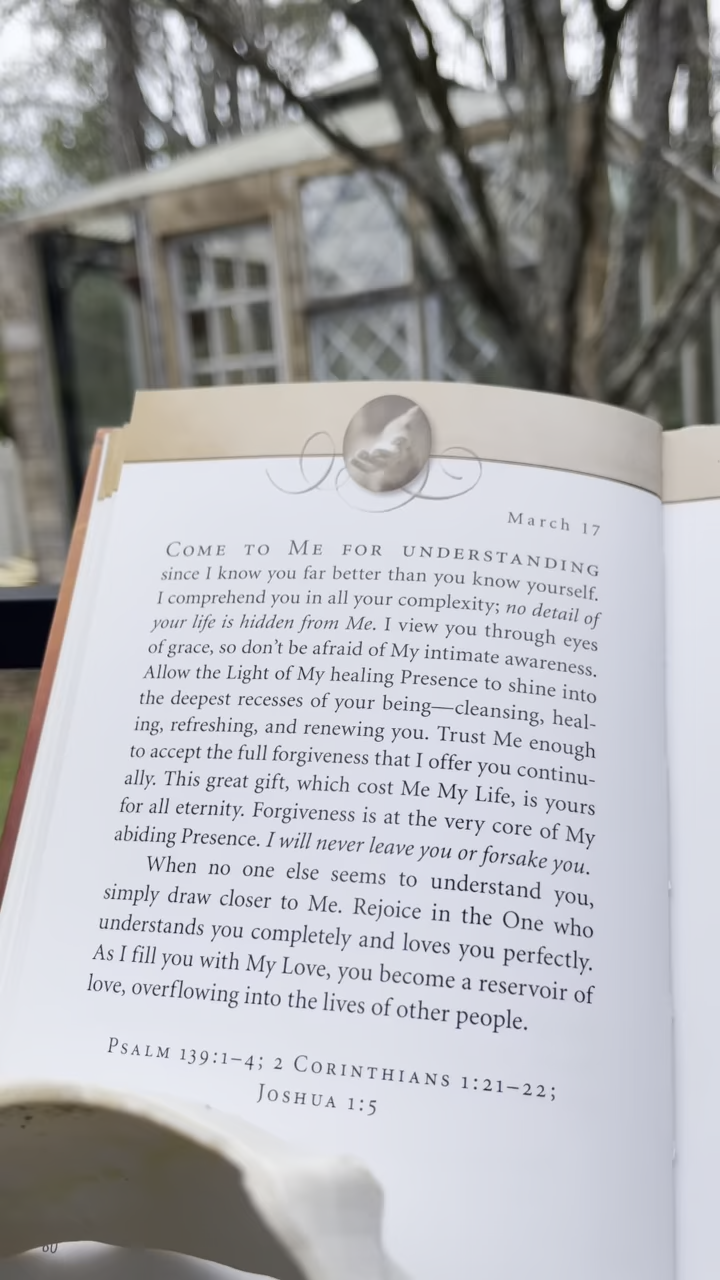 March 17
COME TO ME FOR UNDERSTANDING
since I know you far better than you know yourself.
I comprehend you in all your complexity; no detail of
your life is hidden from Me. I view you through eyes
of grace, so don't be afraid of My intimate awareness.
Allow the Light of My healing Presence to shine into
the deepest recesses of your being—cleansing, heal-
ing, refreshing, and renewing you. Trust Me enough
to accept the full forgiveness that I offer you continu-
ally. This great gift, which cost Me My Life, is yours
for all eternity. Forgiveness is at the very core of My
abiding Presence. I will never leave you or forsake you.
When no one else seems to understand you,
simply draw closer to Me. Rejoice in the One who
understands you completely and loves you perfectly.
As I fill you with My Love, you become a reservoir of
love, overflowing into the lives of other people.
PSALM 139:1–4; 2 CORINTHIANS 1:21–22;
JOSHUA 1:5